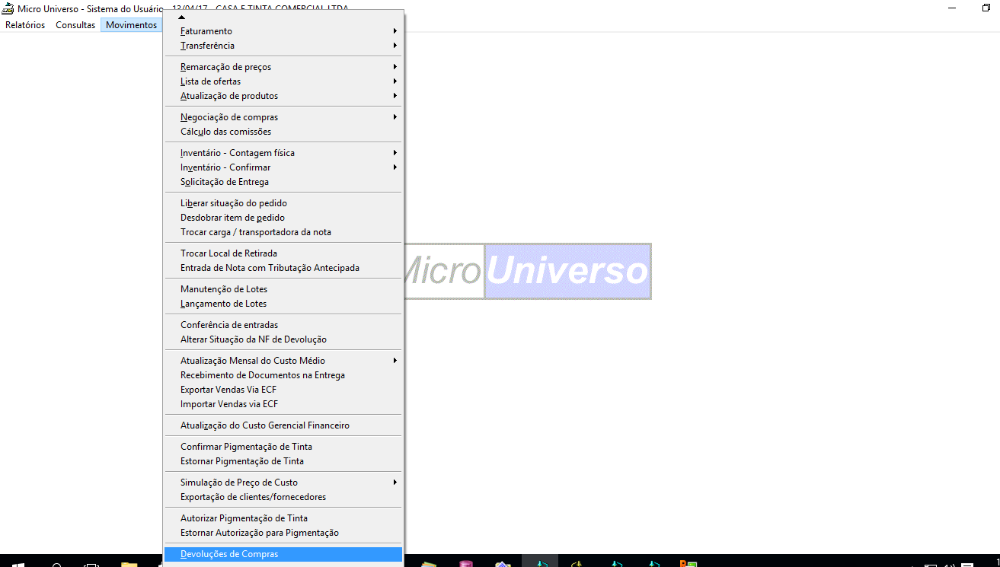 Micro Universo - Sistema do Usuário 13/04/17 CASA E TINTA COMERCIAL LTDA
Relatórios Consultas Movimentos
Faturamento
Transferência
Remarcação de preços
Lista de ofertas
Atualização de produtos
Negociação de compras
Cálculo das comissões
Inventário - Contagem física
Inventário - Confirmar
Solicitação de Entrega
Liberar situação do pedido
Desdobrar item de pedido
Trocar carga / transportadora da nota
Trocar Local de Retirada
Entrada de Nota com Tributação Antecipada
Micro Universo
Manutenção de Lotes
Lançamento de Lotes
Conferência de entradas
Alterar Situação da NF de Devolução
Atualização Mensal do Custo Médio
Recebimento de Documentos na Entrega
Exportar Vendas Via ECF
Importar Vendas via ECF
Atualização do Custo Gerencial Financeiro
Confirmar Pigmentação de Tinta
Estornar Pigmentação de Tinta
Simulação de Preço de Custo
Exportação de clientes/fornecedores
Autorizar Pigmentação de Tinta
Estornar Autorização para Pigmentação
Devoluções de Compras